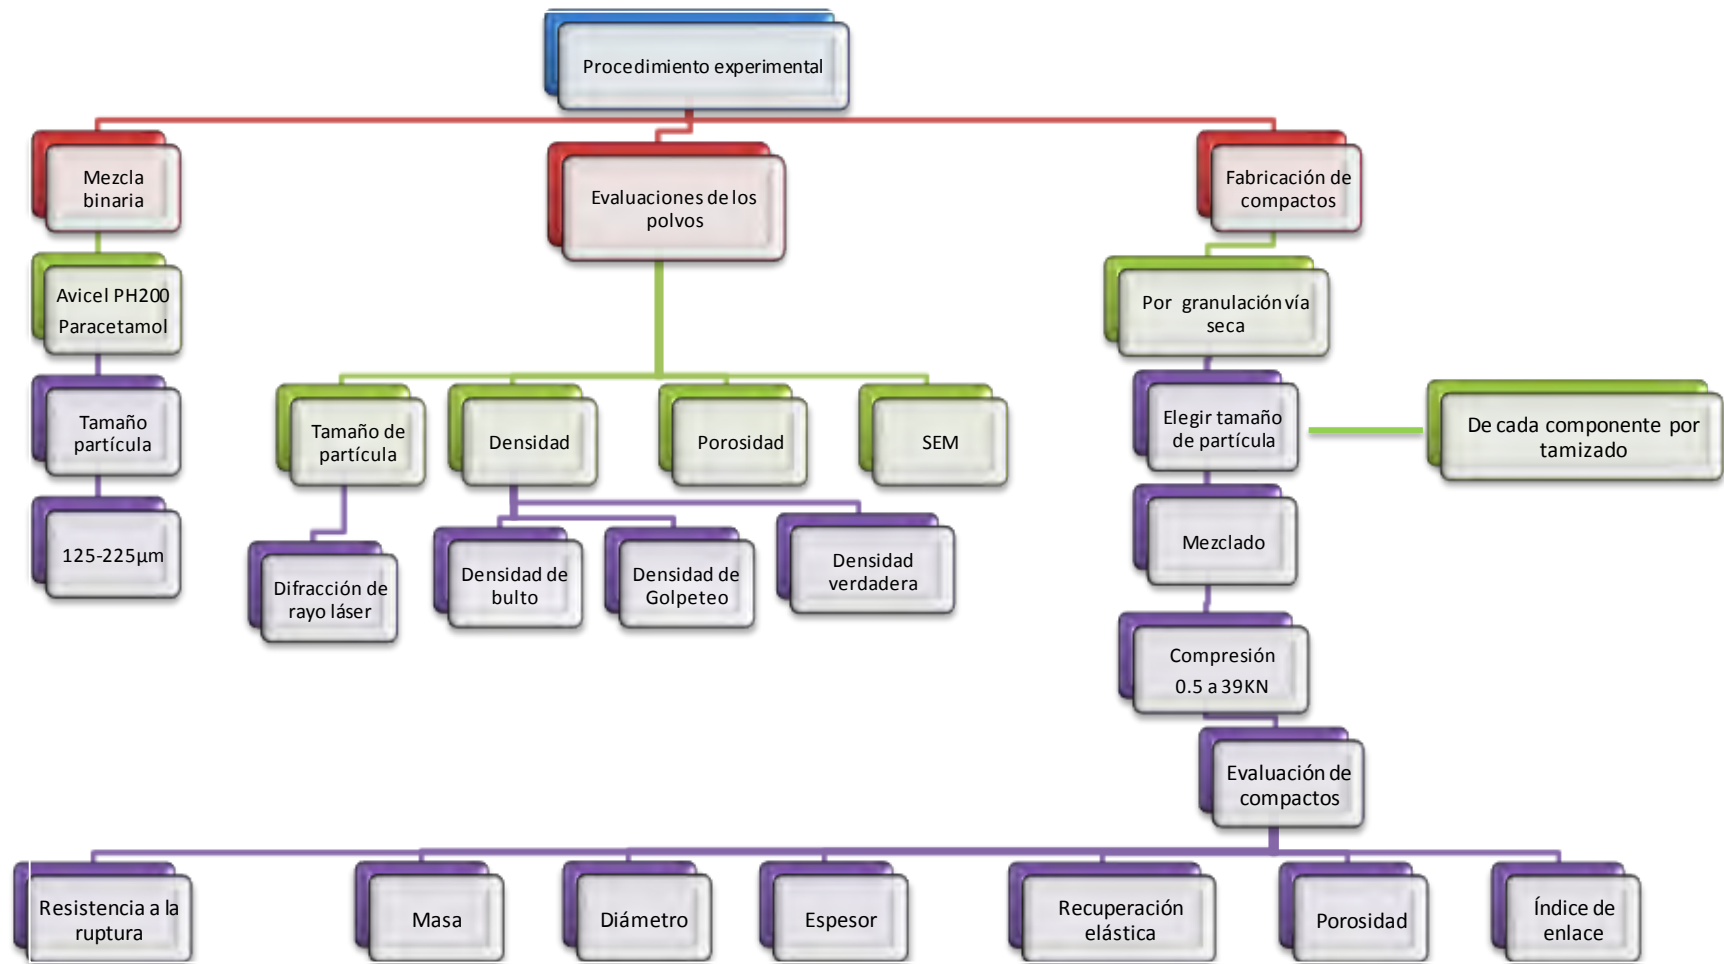 Procedimiento experimental
Mezcla
binaria
Evaluaciones de los
polvos
Fabricación de
compactos
Avicel PH200
Paracetamol
Por granulación vía
seca
Tamaño
partícula
Tamaño de
partícula
Densidad
Porosidad
SEM
Elegir tamaño
de partícula
De cada componente por
tamizado
125-225µm
Difracción de
rayo láser
Densidad de
bulto
Densidad de
Golpeteo
Densidad
verdadera
Mezclado
Compresión
0.5 a 39KN
Evaluación de
compactos
Resistencia a la
ruptura
Masa
Diámetro
Espesor
Recuperación
elástica
Porosidad
Índice de
enlace